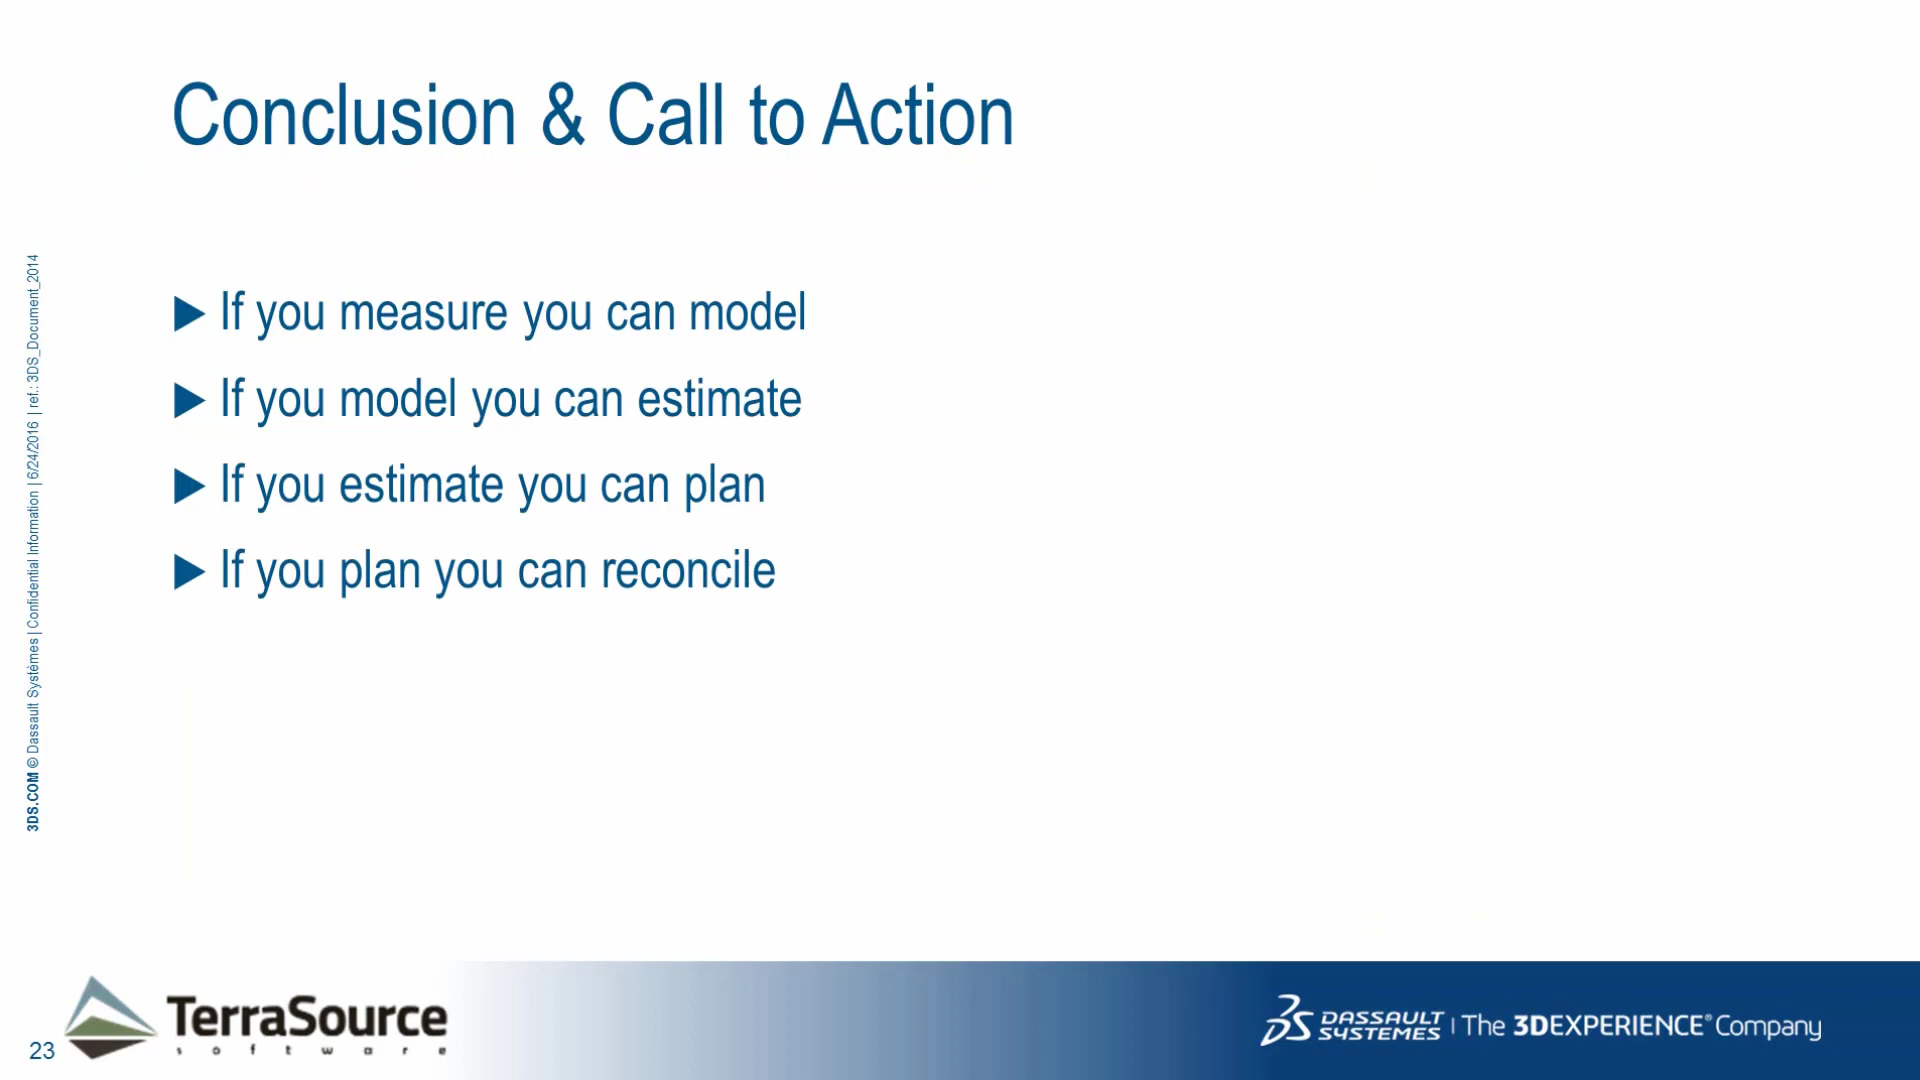 Conclusion & Call to Action
If you measure you can model
If you model you can estimate
If you estimate you can plan
If you plan you can reconcile
3DS.COM © Dassault Systèmes | Confidential Information | 6/24/2016 | ref.: 3DS_Document_2014
23
TerraSource
software
DASSAULT SYSTEMES | The 3DEXPERIENCE® Company